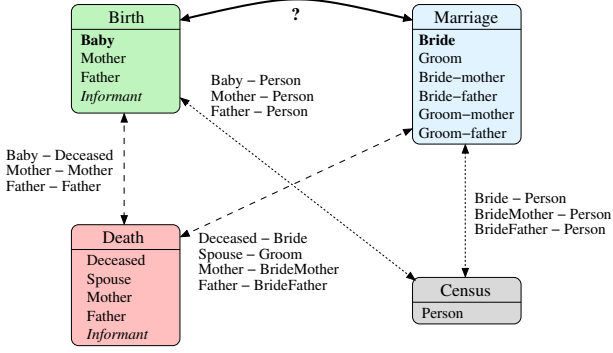 Birth
Baby
Mother
Father
Informant
?
Marriage
Bride
Groom
Bride−mother
Bride−father
Groom−mother
Groom−father
Baby − Person
Mother − Person
Father − Person
Baby − Deceased
Mother − Mother
Father − Father
Bride − Person
BrideMother − Person
BrideFather − Person
Death
Deceased
Spouse
Mother
Father
Informant
Deceased − Bride
Spouse − Groom
Mother − BrideMother
Father − BrideFather
Census
Person